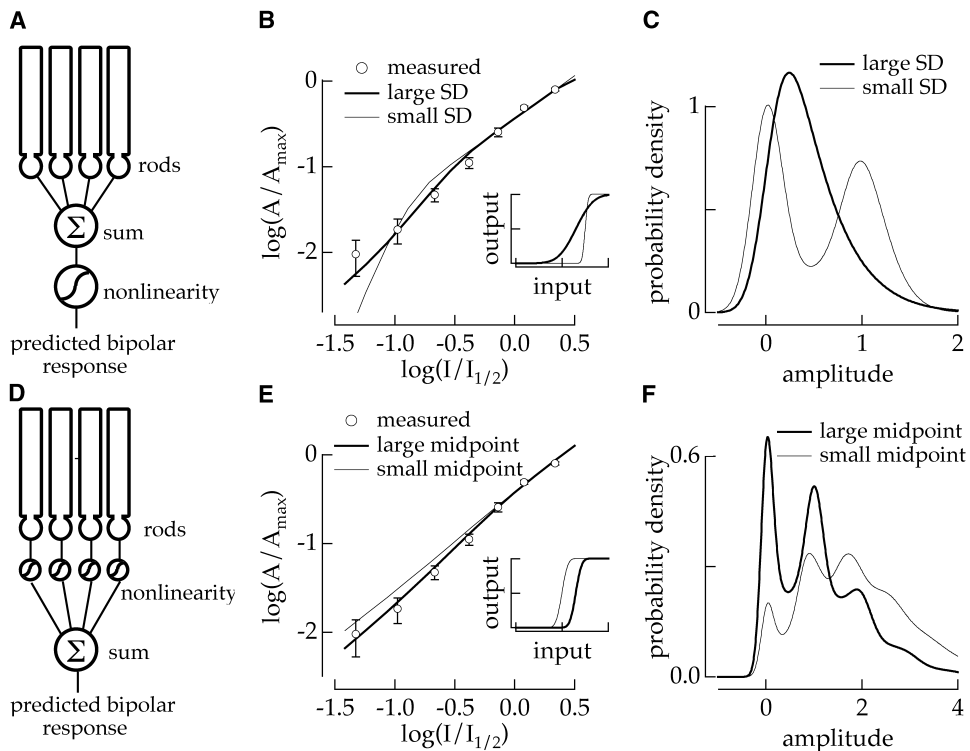 A
rods
Σ
sum
nonlinearity
predicted bipolar
response
B
measured
large SD
small SD
log(A/A_max)
0
-1
-2
output
input
-1.5 -1.0 -0.5 0.0 0.5
log(I/I_1/2)
C
large SD
small SD
probability density
1
0
0 1 2
amplitude
D
rods
nonlinearity
Σ
sum
predicted bipolar
response
E
measured
large midpoint
small midpoint
log(A/A_max)
0
-1
-2
output
input
-1.5 -1.0 -0.5 0.0 0.5
log(I/I_1/2)
F
large midpoint
small midpoint
probability density
0.6
0.0
0 2 4
amplitude